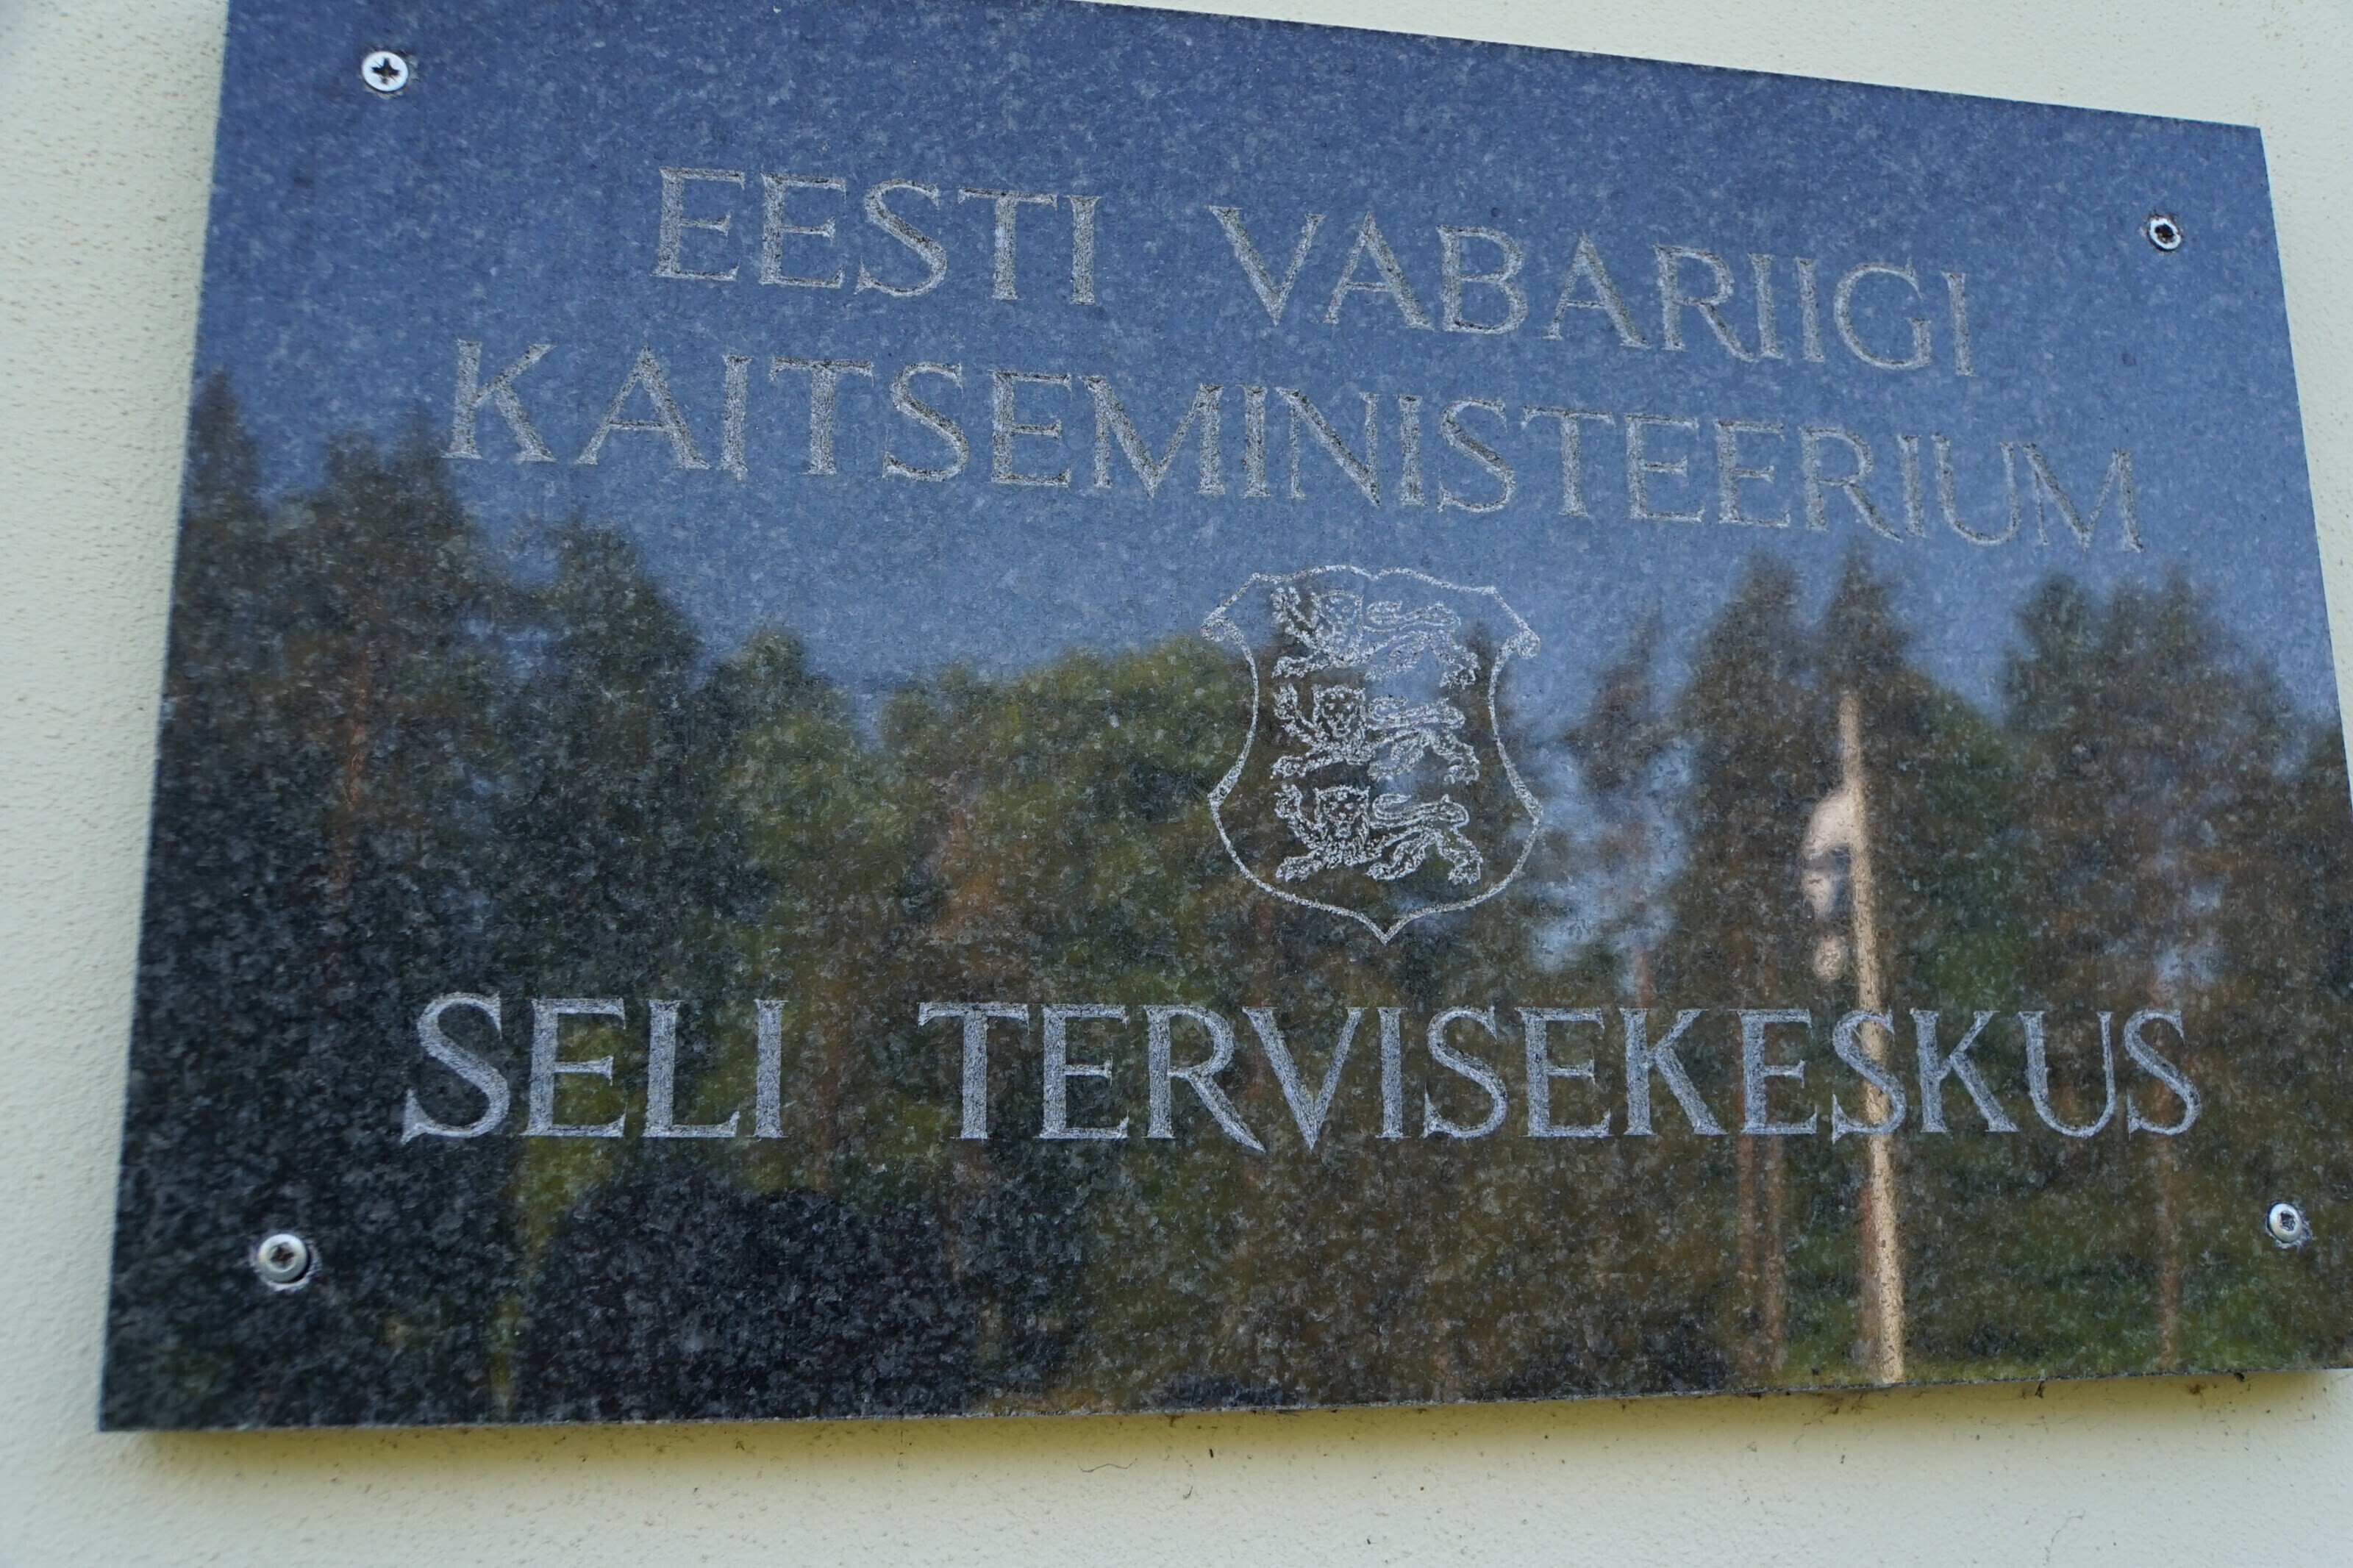 EESTI VABARIIGI
KAITSEMINISTEERIUM
SELI TERVISEKESKUS